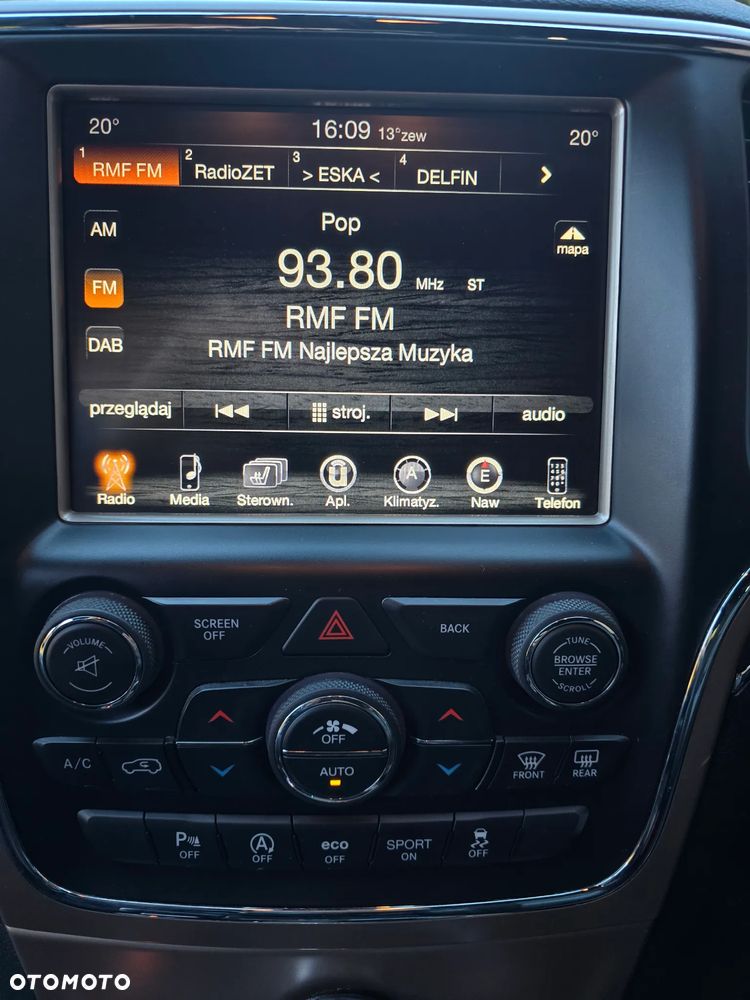 20° 16:09 13°zew 20°
1 RMF FM 2 RadioZET 3 > ESKA < 4 DELFIN
AM Pop
mapa
93.80 MHz ST
FM
RMF FM
DAB RMF FM Najlepsza Muzyka
przeglądaj stroj. audio
A E
Radio Media Sterown. Apl. Klimatyz. Naw Telefon
VOLUME
SCREEN
OFF
BACK
TUNE
BROWSE
ENTER
SCROLL
OFF
AUTO
A/C
FRONT
REAR
P OFF
A OFF
eco
OFF
SPORT
ON
OFF
OTOMOTO